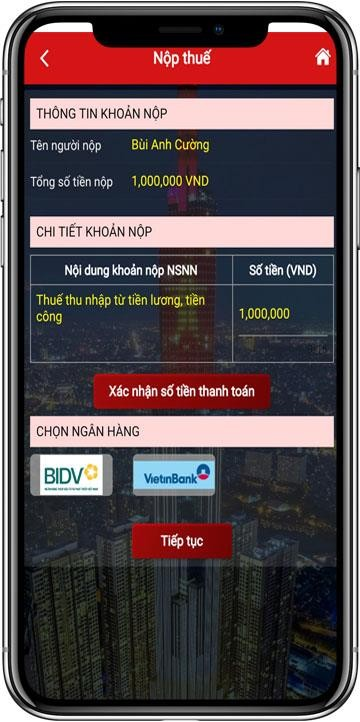 Nộp thuế
THÔNG TIN KHOẢN NỘP
Tên người nộp Bùi Anh Cường
Tổng số tiền nộp 1,000,000 VND
CHI TIẾT KHOẢN NỘP
Nội dung khoản nộp NSNN Số tiền (VND)
Thuế thu nhập từ tiền lương, tiền
công 1,000,000
Xác nhận số tiền thanh toán
CHỌN NGÂN HÀNG
BIDV VietinBank
Tiếp tục